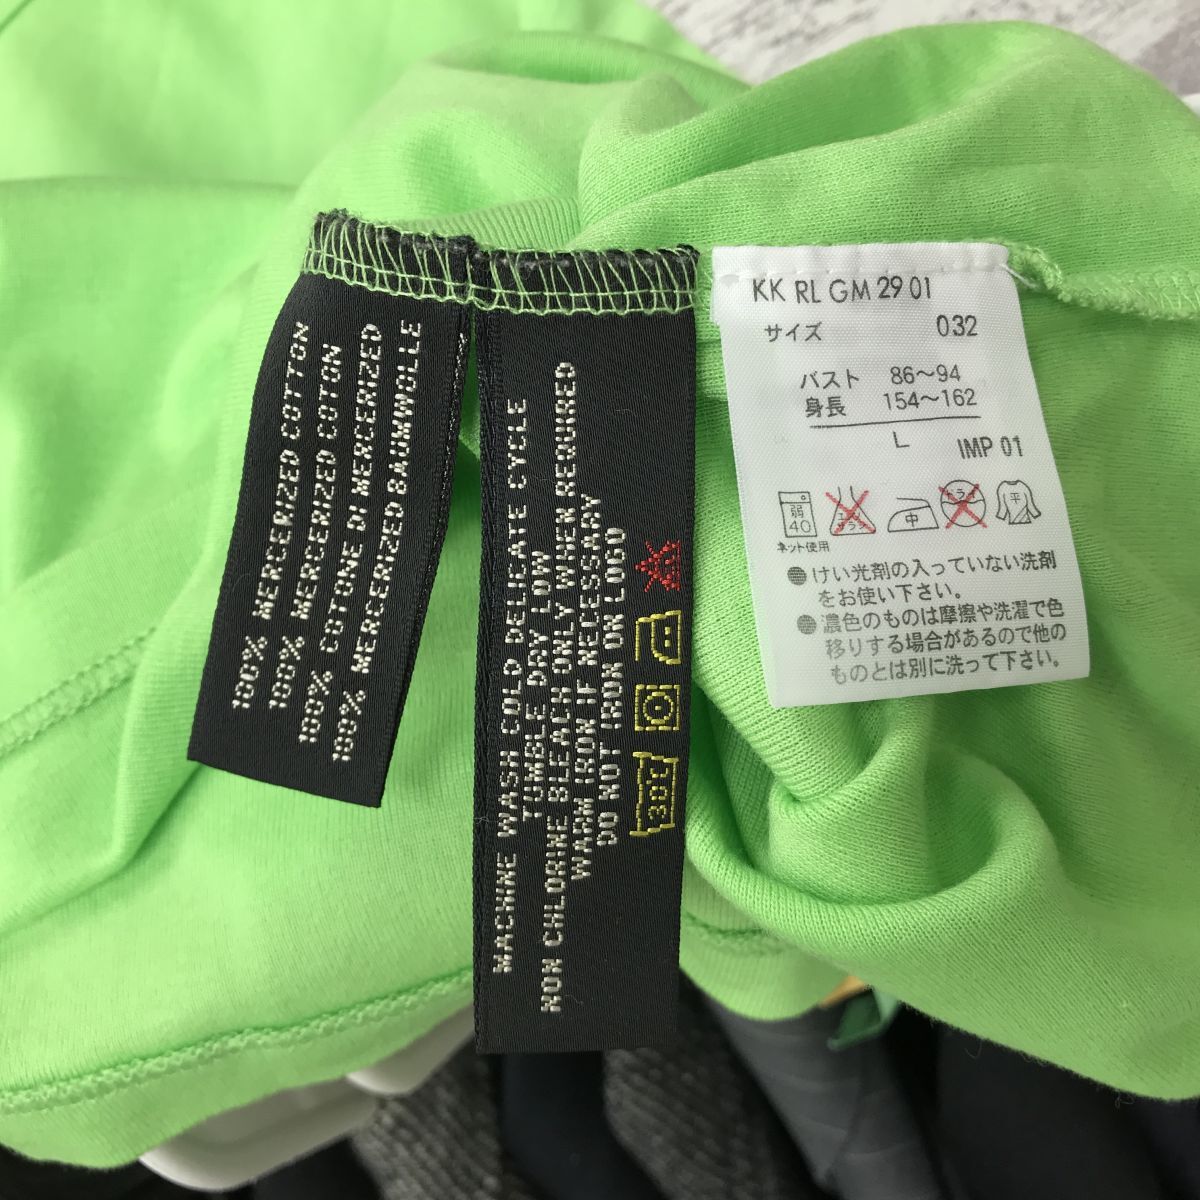 100% MERCERIZED COTTON
100% MERCERIZED COTON
100% COTONE DI MERCERIZED
100% MERCERIZED BAUMWOLLE
MACHINE WASH COLD DELICATE CYCLE
TUMBLE DRY LOW
NON CHLORINE BLEACH ONLY WHEN REQUIRED
WARM IRON IF NECESSARY
DO NOT IRON ON LOGO
30℃
KK RL GM 29 01
サイズ 032
バスト 86～94
身長 154～162
L
IMP 01
弱 40
中
平
ネット使用
●けい光剤の入っていない洗剤
をお使い下さい。
●濃色のものは摩擦や洗濯で色
移りする場合があるので他の
ものとは別に洗って下さい。